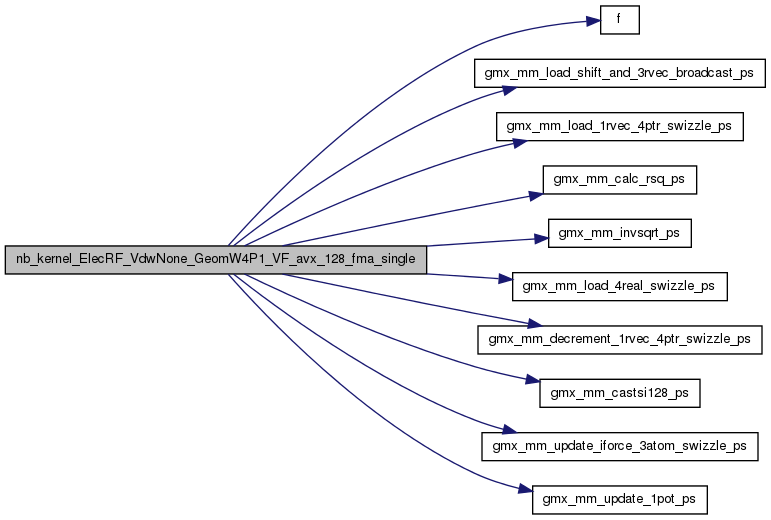 f
gmx_mm_load_shift_and_3rvec_broadcast_ps
gmx_mm_load_1rvec_4ptr_swizzle_ps
gmx_mm_calc_rsq_ps
gmx_mm_invsqrt_ps
nb_kernel_ElecRF_VdwNone_GeomW4P1_VF_avx_128_fma_single
gmx_mm_load_4real_swizzle_ps
gmx_mm_decrement_1rvec_4ptr_swizzle_ps
gmx_mm_castsi128_ps
gmx_mm_update_iforce_3atom_swizzle_ps
gmx_mm_update_1pot_ps